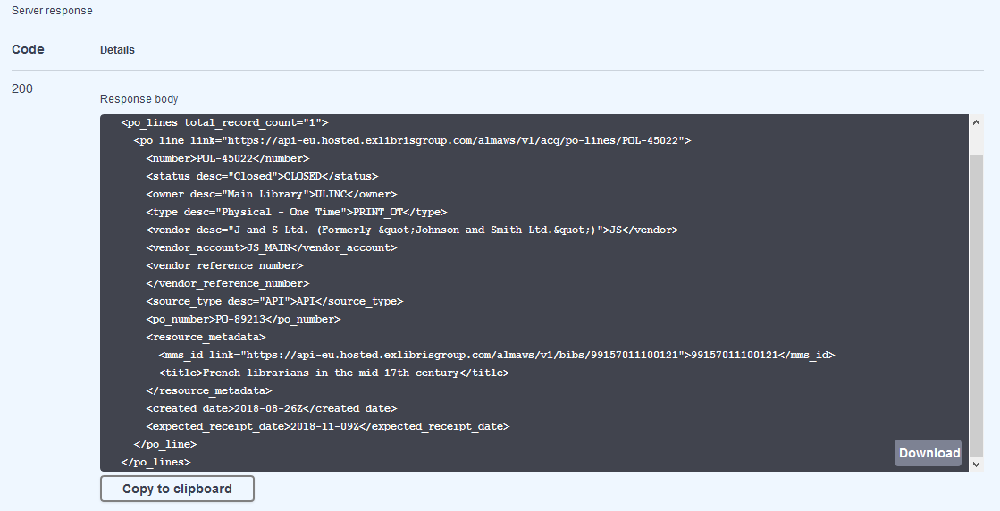 Server response
Code Details
200
Response body
<po_lines total_record_count="1">
<po_line link="https://api-eu.hosted.exlibrisgroup.com/almaws/v1/acq/po-lines/POL-45022">
<number>POL-45022</number>
<status desc="Closed">CLOSED</status>
<owner desc="Main Library">ULINC</owner>
<type desc="Physical - One Time">PRINT_OT</type>
<vendor desc="J and S Ltd. (Formerly &quot;Johnson and Smith Ltd.&quot;)">JS</vendor>
<vendor_account>JS_MAIN</vendor_account>
<vendor_reference_number>
</vendor_reference_number>
<source_type desc="API">API</source_type>
<po_number>PO-89213</po_number>
<resource_metadata>
<mms_id link="https://api-eu.hosted.exlibrisgroup.com/almaws/v1/bibs/99157011100121">99157011100121</mms_id>
<title>French librarians in the mid 17th century</title>
</resource_metadata>
<created_date>2018-08-26Z</created_date>
<expected_receipt_date>2018-11-09Z</expected_receipt_date>
</po_line>
</po_lines>
Download
Copy to clipboard